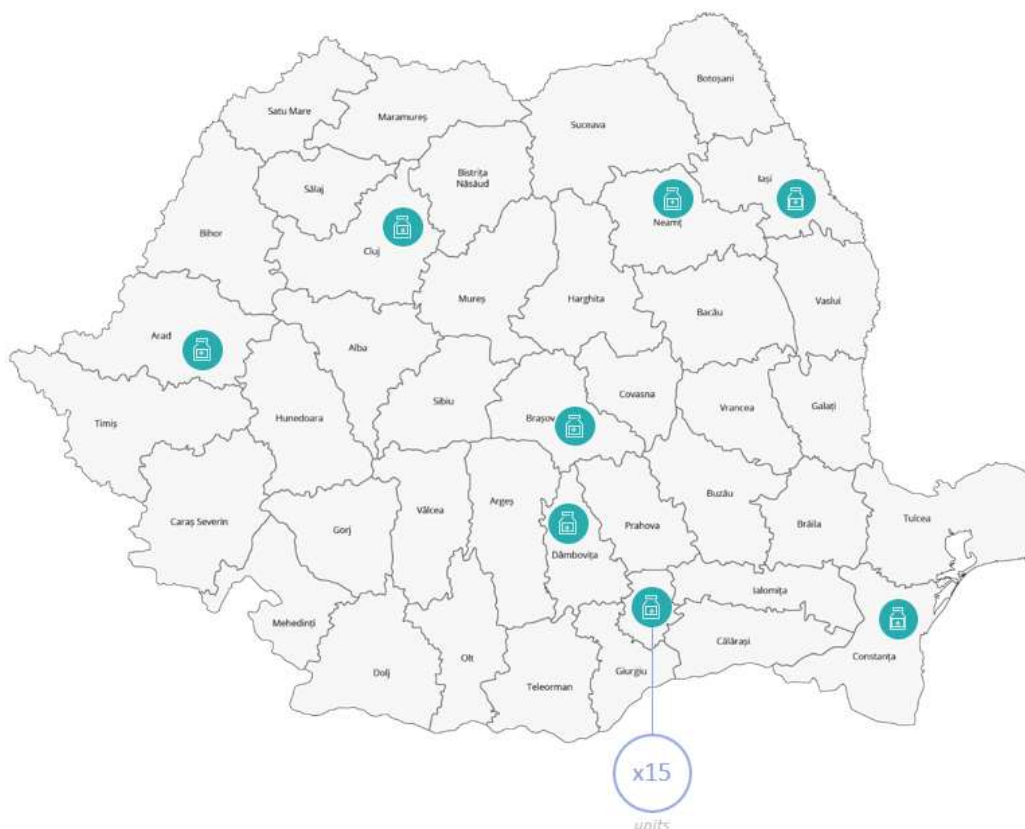 Botoșani
Satu Mare
Maramureș
Suceava
Iași
Bistrița
Năsăud
Sălaj
Neamț
Bihor
Cluj
Mureș
Harghita
Bacău
Vaslui
Arad
Alba
Sibiu
Brașov
Covasna
Vrancea
Galați
Timiș
Hunedoara
Caraș Severin
Gorj
Vâlcea
Argeș
Dâmbovița
Prahova
Buzău
Brăila
Tulcea
Mehedinți
Ialomița
Călărași
Constanța
Dolj
Olt
Teleorman
Giurgiu
x15
units